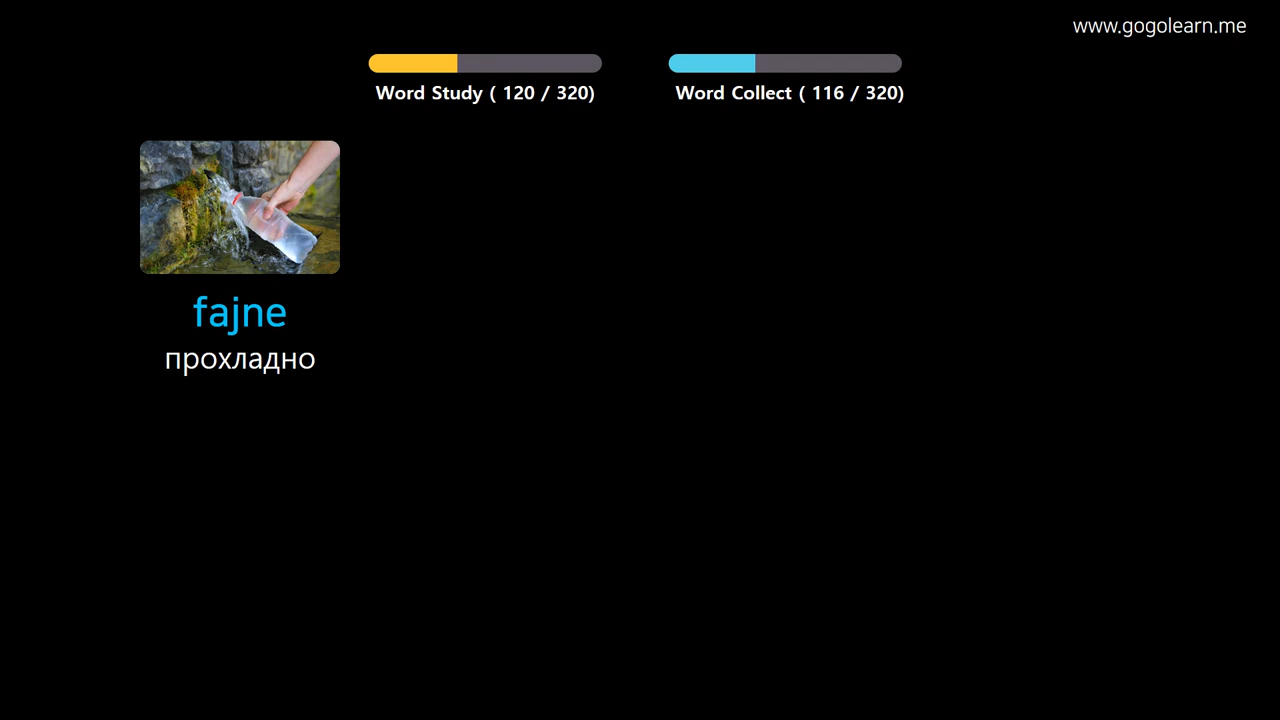 www.gogolearn.me
Word Study ( 120 / 320)
Word Collect ( 116 / 320)
fajne
прохладно